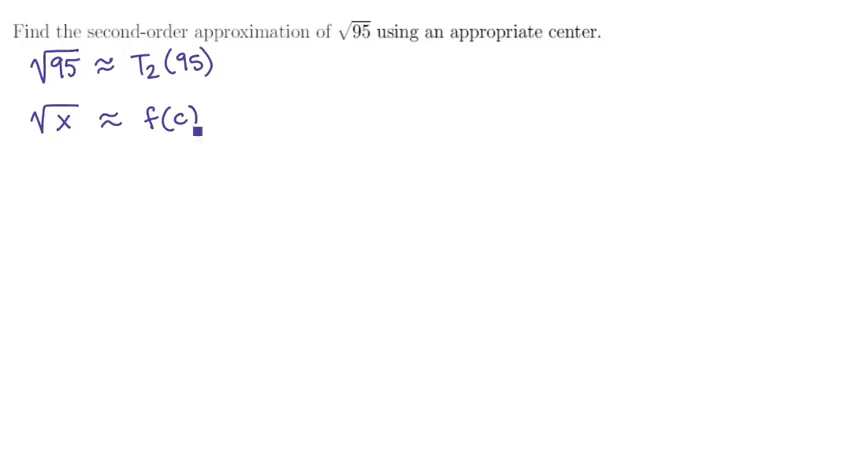 Find the second-order approximation of √95 using an appropriate center.
√95 ≈ T₂(95)
√x ≈ f(c)